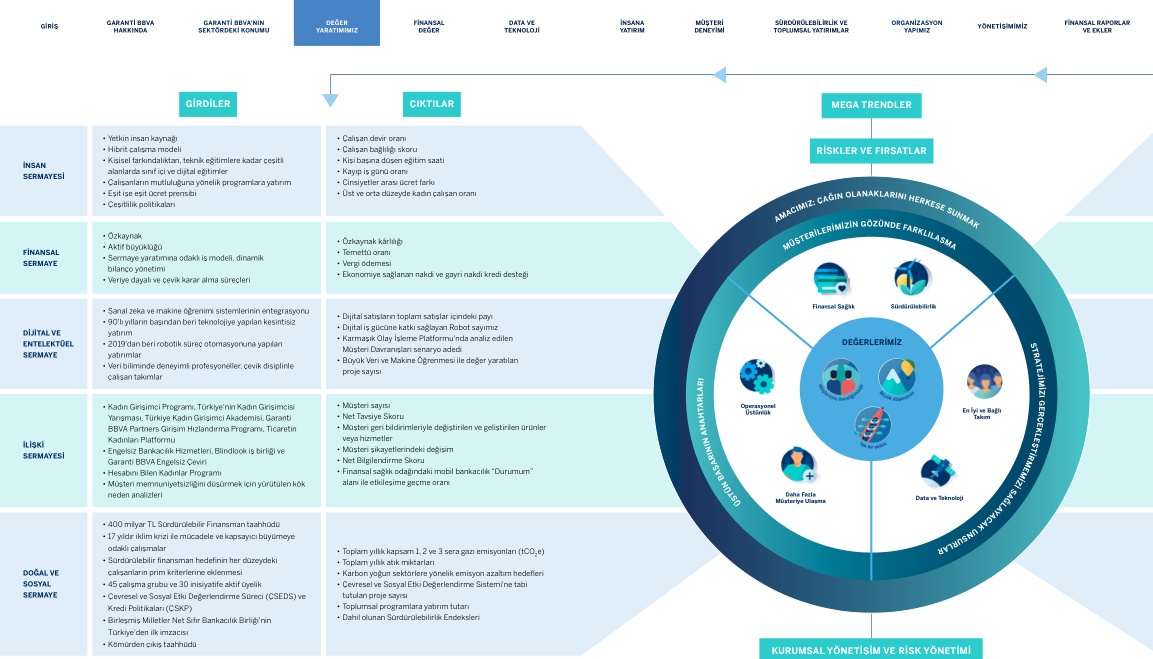 GİRİŞ
GARANTİ BBVA
HAKKINDA
GARANTİ BBVA'NIN
SEKTÖRDEKİ KONUMU
DEĞER
YARATIMIMIZ
FİNANSAL
DEĞER
DATA VE
TEKNOLOJİ
İNSANA
YATIRIM
MÜŞTERİ
DENEYİMİ
SÜRDÜRÜLEBİLİRLİK VE
TOPLUMSAL YATIRIMLAR
ORGANİZASYON
YAPIMIZ
YÖNETİŞİMİMİZ
FİNANSAL RAPORLAR
VE EKLER
GİRDİLER
ÇIKTILAR
İNSAN
SERMAYESİ
• Yetkin insan kaynağı
• Hibrit çalışma modeli
• Kişisel farkındalıktan, teknik eğitimlere kadar çeşitli
alanlarda sınıf içi ve dijital eğitimler
• Çalışanların mutluluğuna yönelik programlara yatırım
• Eşit işe eşit ücret prensibi
• Çeşitlilik politikaları
• Çalışan devir oranı
• Çalışan bağlılığı skoru
• Kişi başına düşen eğitim saati
• Kayıp iş günü oranı
• Cinsiyetler arası ücret farkı
• Üst ve orta düzeyde kadın çalışan oranı
FİNANSAL
SERMAYE
• Özkaynak
• Aktif büyüklüğü
• Sermaye yaratımına odaklı iş modeli, dinamik
bilanço yönetimi
• Veriye dayalı ve çevik karar alma süreçleri
• Özkaynak kârlılığı
• Temettü oranı
• Vergi ödemesi
• Ekonomiye sağlanan nakdi ve gayri nakdi kredi desteği
DİJİTAL VE
ENTELEKTÜEL
SERMAYE
• Sanal zeka ve makine öğrenimi sistemlerinin entegrasyonu
• 90'lı yılların başından beri teknolojiye yapılan kesintisiz
yatırım
• 2019'dan beri robotik süreç otomasyonuna yapılan
yatırımlar
• Veri biliminde deneyimli profesyoneller, çevik disiplinle
çalışan takımlar
• Dijital satışların toplam satışlar içindeki payı
• Dijital iş gücüne katkı sağlayan Robot sayımız
• Karmaşık Olay İşleme Platformu'nda analiz edilen
Müşteri Davranışları senaryo adedi
• Büyük Veri ve Makine Öğrenmesi ile değer yaratılan
proje sayısı
İLİŞKİ
SERMAYESİ
• Kadın Girişimci Programı, Türkiye'nin Kadın Girişimcisi
Yarışması, Türkiye Kadın Girişimci Akademisi, Garanti
BBVA Partners Girişim Hızlandırma Programı, Ticaretin
Kadınları Platformu
• Engelsiz Bankacılık Hizmetleri, Blindlook iş birliği ve
Garanti BBVA Engelsiz Çeviri
• Hesabını Bilen Kadınlar Programı
• Müşteri memnuniyetsizliğini düşürmek için yürütülen kök
neden analizleri
• Müşteri sayısı
• Net Tavsiye Skoru
• Müşteri geri bildirimleriyle değiştirilen ve geliştirilen ürünler
veya hizmetler
• Müşteri şikayetlerindeki değişim
• Net Bilgilendirme Skoru
• Finansal sağlık odağındaki mobil bankacılık “Durumum”
alanı ile etkileşime geçme oranı
DOĞAL VE
SOSYAL
SERMAYE
• 400 milyar TL Sürdürülebilir Finansman taahhüdü
• 17 yıldır iklim krizi ile mücadele ve kapsayıcı büyümeye
odaklı çalışmalar
• Sürdürülebilir finansman hedefinin her düzeydeki
çalışanların prim kriterlerine eklenmesi
• 45 çalışma grubu ve 30 inisiyatife aktif üyelik
• Çevresel ve Sosyal Etki Değerlendirme Süreci (ÇSEDS) ve
Kredi Politikaları (ÇSKP)
• Birleşmiş Milletler Net Sıfır Bankacılık Birliği'nin
Türkiye'den ilk imzacısı
• Kömürden çıkış taahhüdü
• Toplam yıllık kapsam 1, 2 ve 3 sera gazı emisyonları (tCO₂e)
• Toplam yıllık atık miktarları
• Karbon yoğun sektörlere yönelik emisyon azaltım hedefleri
• Çevresel ve Sosyal Etki Değerlendirme Sistemi'ne tabi
tutulan proje sayısı
• Toplumsal programlara yatırım tutarı
• Dahil olunan Sürdürülebilirlik Endeksleri
MEGA TRENDLER
RİSKLER VE FIRSATLAR
AMACIMIZ: ÇAĞIN OLANAKLARINI HERKESE SUNMAK
MÜŞTERİLERİMİZİN GÖZÜNDE FARKLILAŞMA
Finansal Sağlık
Sürdürülebilirlik
DEĞERLERİMİZ
Operasyonel
Üstünlük
En İyi ve Bağlı
Takım
Daha Fazla
Müşteriye Ulaşma
Data ve Teknoloji
ÜSTÜN BAŞARININ ANAHTARLARI
STRATEJİMİZİ GERÇEKLEŞTİRMEMİZİ SAĞLAYACAK UNSURLAR
KURUMSAL YÖNETİŞİM VE RİSK YÖNETİMİ